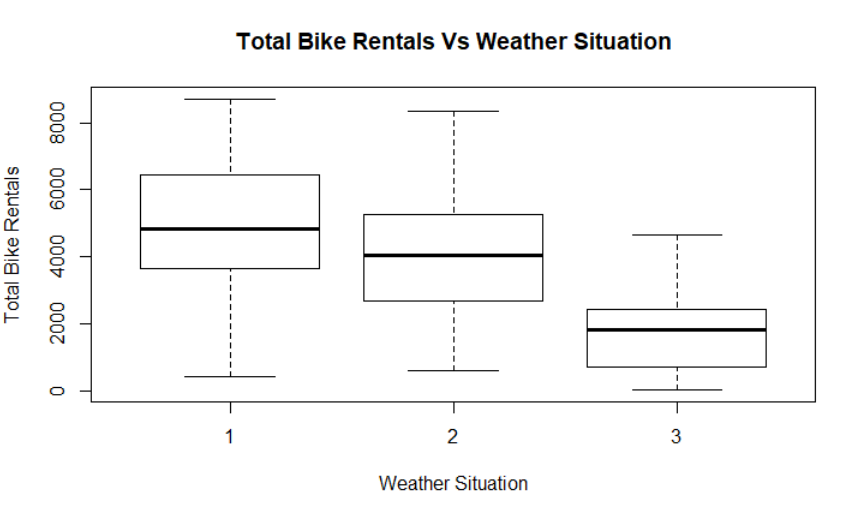 Total Bike Rentals Vs Weather Situation
Total Bike Rentals
8000
6000
4000
2000
0
1 2 3
Weather Situation